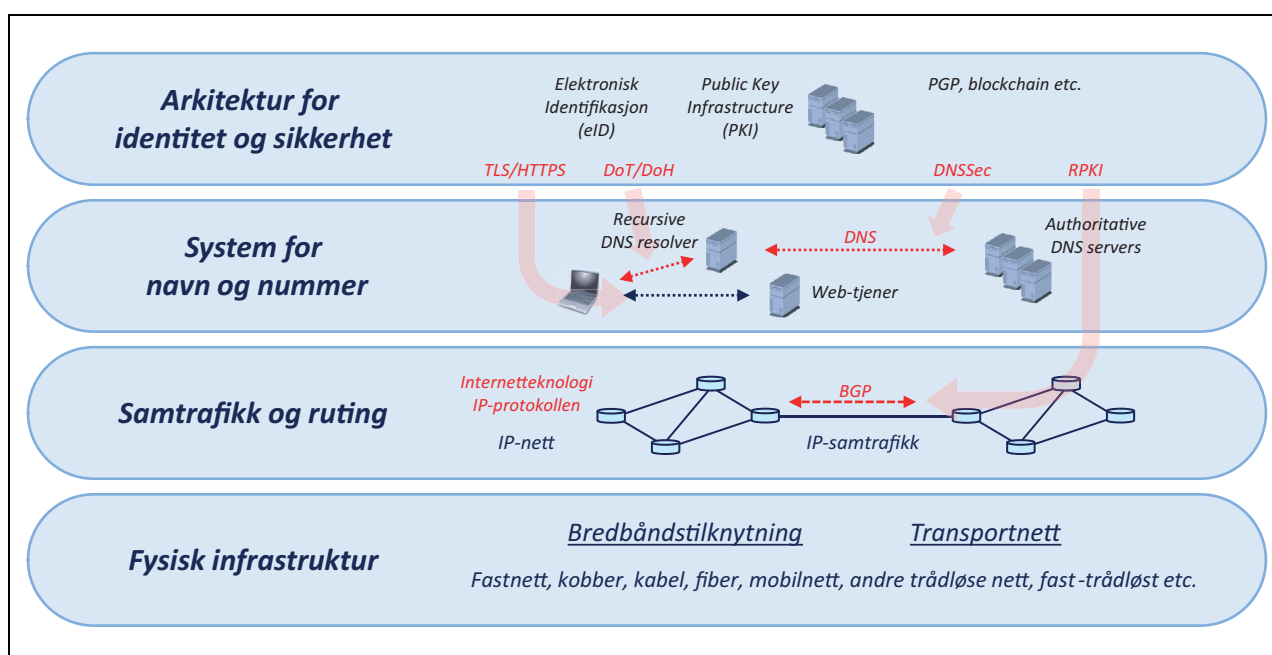 Arkitektur for
identitet og sikkerhet
Elektronisk
Identifikasjon
(eID)
Public Key
Infrastructure
(PKI)
PGP, blockchain etc.
TLS/HTTPS
DoT/DoH
DNSSec
RPKI
System for
navn og nummer
Recursive
DNS resolver
DNS
Authoritative
DNS servers
Web-tjener
Samtrafikk og ruting
Internetteknologi
IP-protokollen
IP-nett
BGP
IP-samtrafikk
Fysisk infrastruktur
Bredbåndstilknytning
Transportnett
Fastnett, kobber, kabel, fiber, mobilnett, andre trådløse nett, fast-trådløst etc.